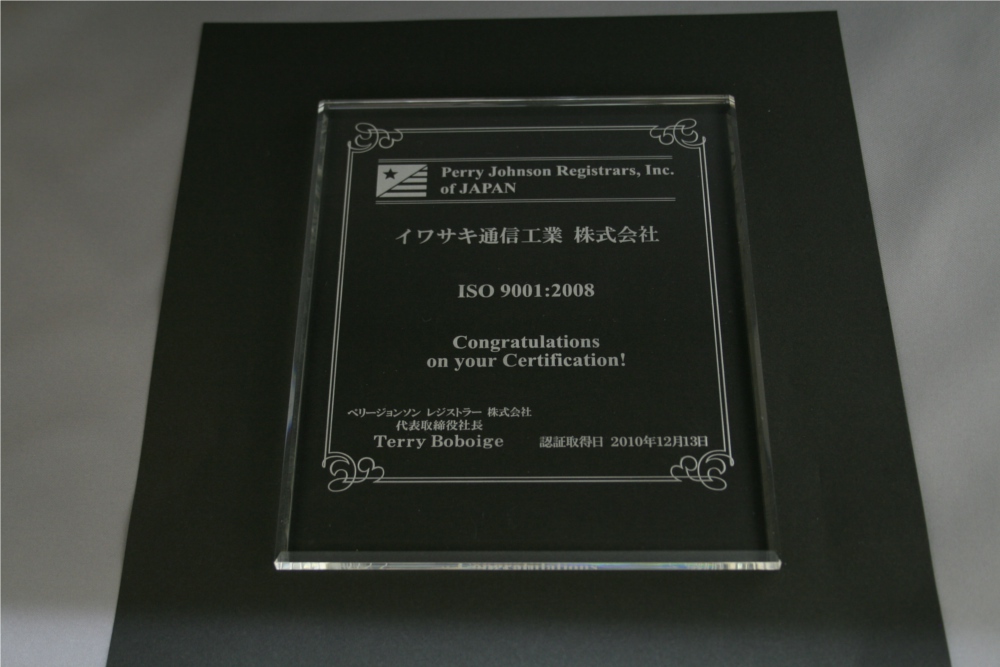 Perry Johnson Registrars, Inc.
of JAPAN
イワサキ通信工業 株式会社
ISO 9001:2008
Congratulations
on your Certification!
ペリージョンソン レジストラー 株式会社
代表取締役社長
Terry Boboige 認証取得日 2010年12月13日